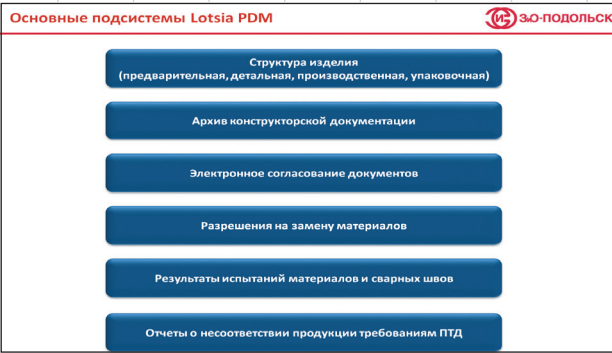 Основные подсистемы Lotsia PDM
ЗиО-ПОДОЛЬСК
Структура изделия
(предварительная, детальная, производственная, упаковочная)
Архив конструкторской документации
Электронное согласование документов
Разрешения на замену материалов
Результаты испытаний материалов и сварных швов
Отчеты о несоответствии продукции требованиям ПТД